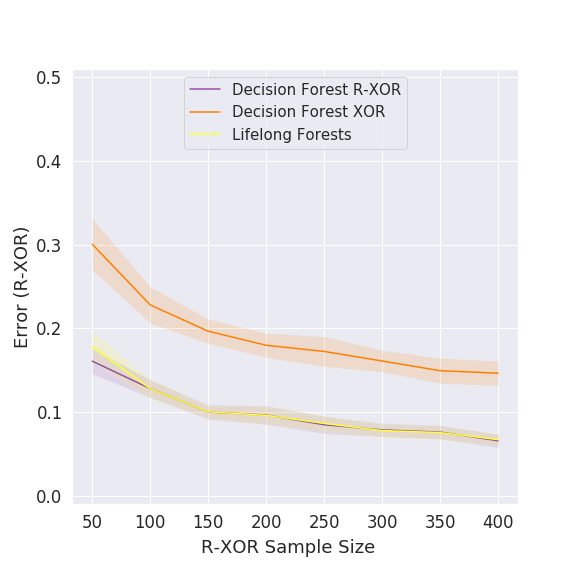 Decision Forest R-XOR
Decision Forest XOR
Lifelong Forests
0.5
0.4
0.3
0.2
0.1
0.0
Error (R-XOR)
50 100 150 200 250 300 350 400
R-XOR Sample Size